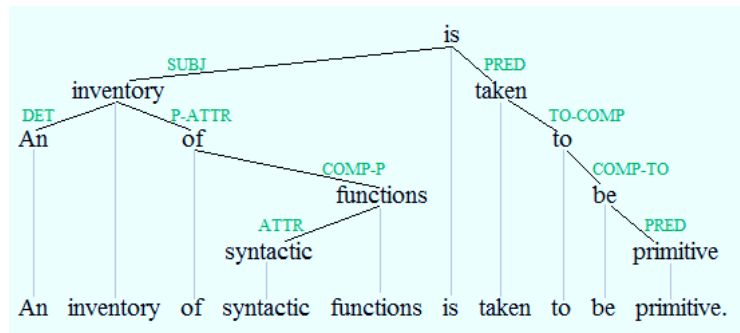 is
SUBJ PRED
inventory taken
DET P-ATTR TO-COMP
An of to
COMP-P COMP-TO
functions be
ATTR PRED
syntactic primitive
An inventory of syntactic functions is taken to be primitive.